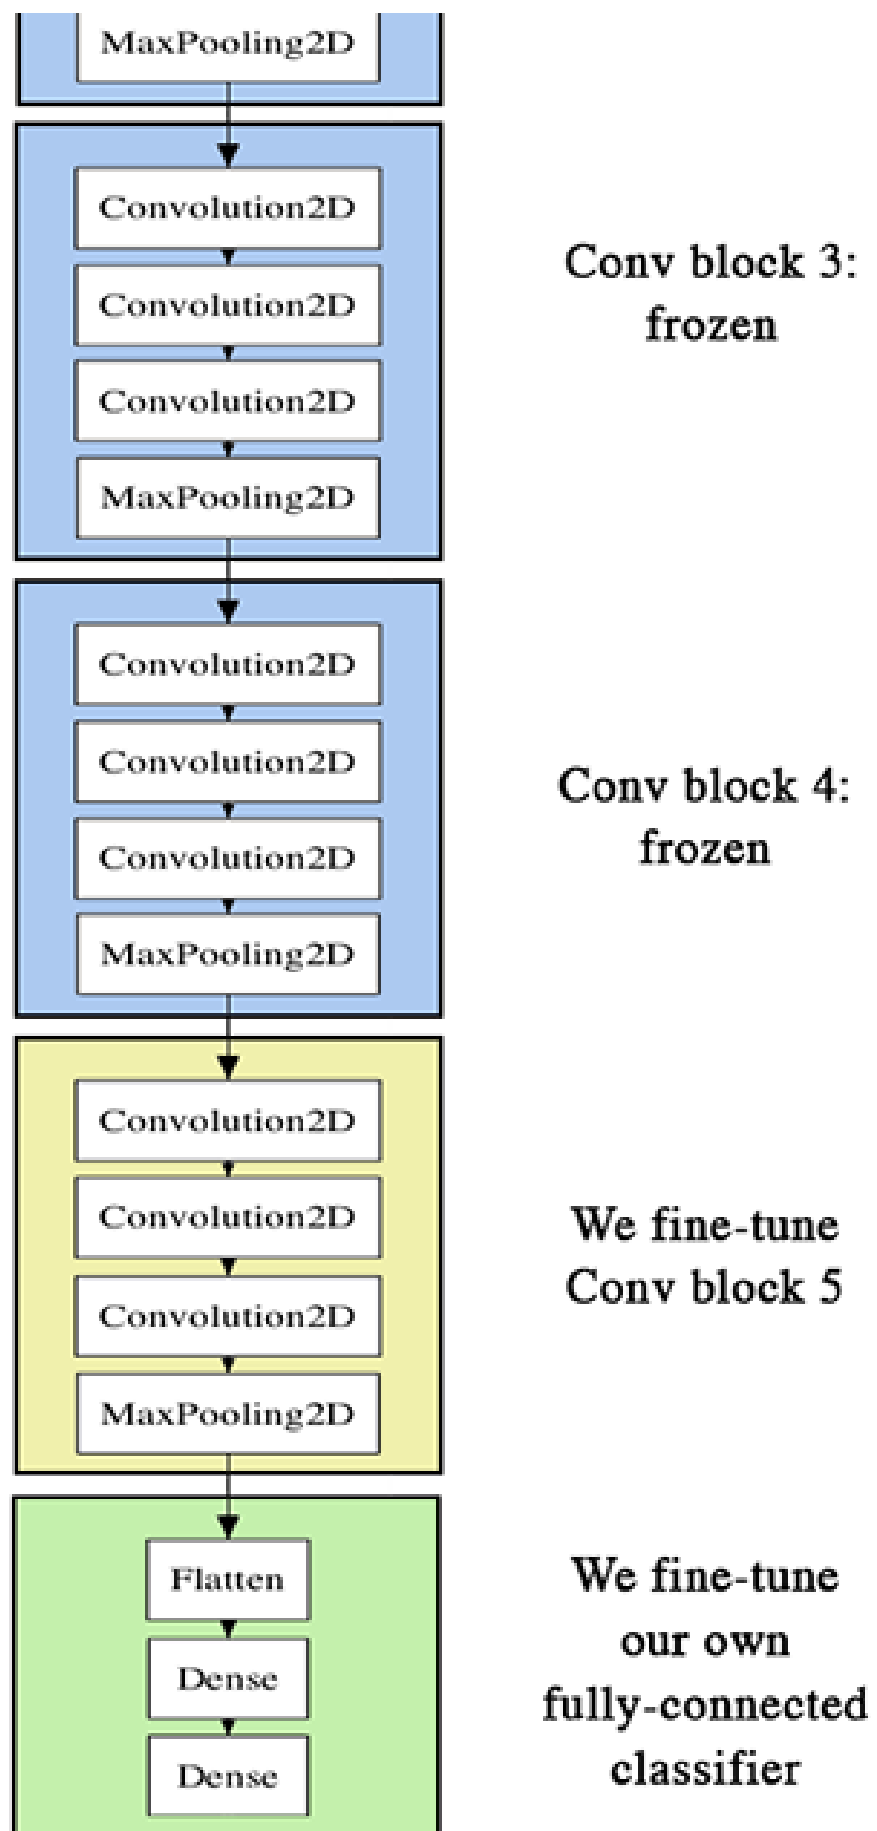 MaxPooling2D
Convolution2D
Convolution2D
Convolution2D
MaxPooling2D
Conv block 3:
frozen
Convolution2D
Convolution2D
Convolution2D
MaxPooling2D
Conv block 4:
frozen
Convolution2D
Convolution2D
Convolution2D
MaxPooling2D
We fine-tune
Conv block 5
Flatten
Dense
Dense
We fine-tune
our own
fully-connected
classifier